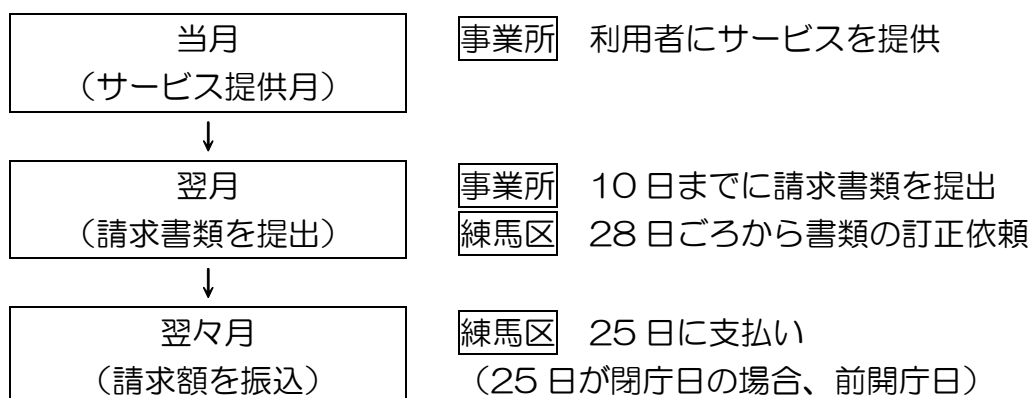 当月 事業所 利用者にサービスを提供
（サービス提供月）
↓
翌月 事業所 10日までに請求書類を提出
（請求書類を提出） 練馬区 28日ごろから書類の訂正依頼
↓
翌々月 練馬区 25日に支払い
（請求額を振込） （25日が閉庁日の場合、前開庁日）